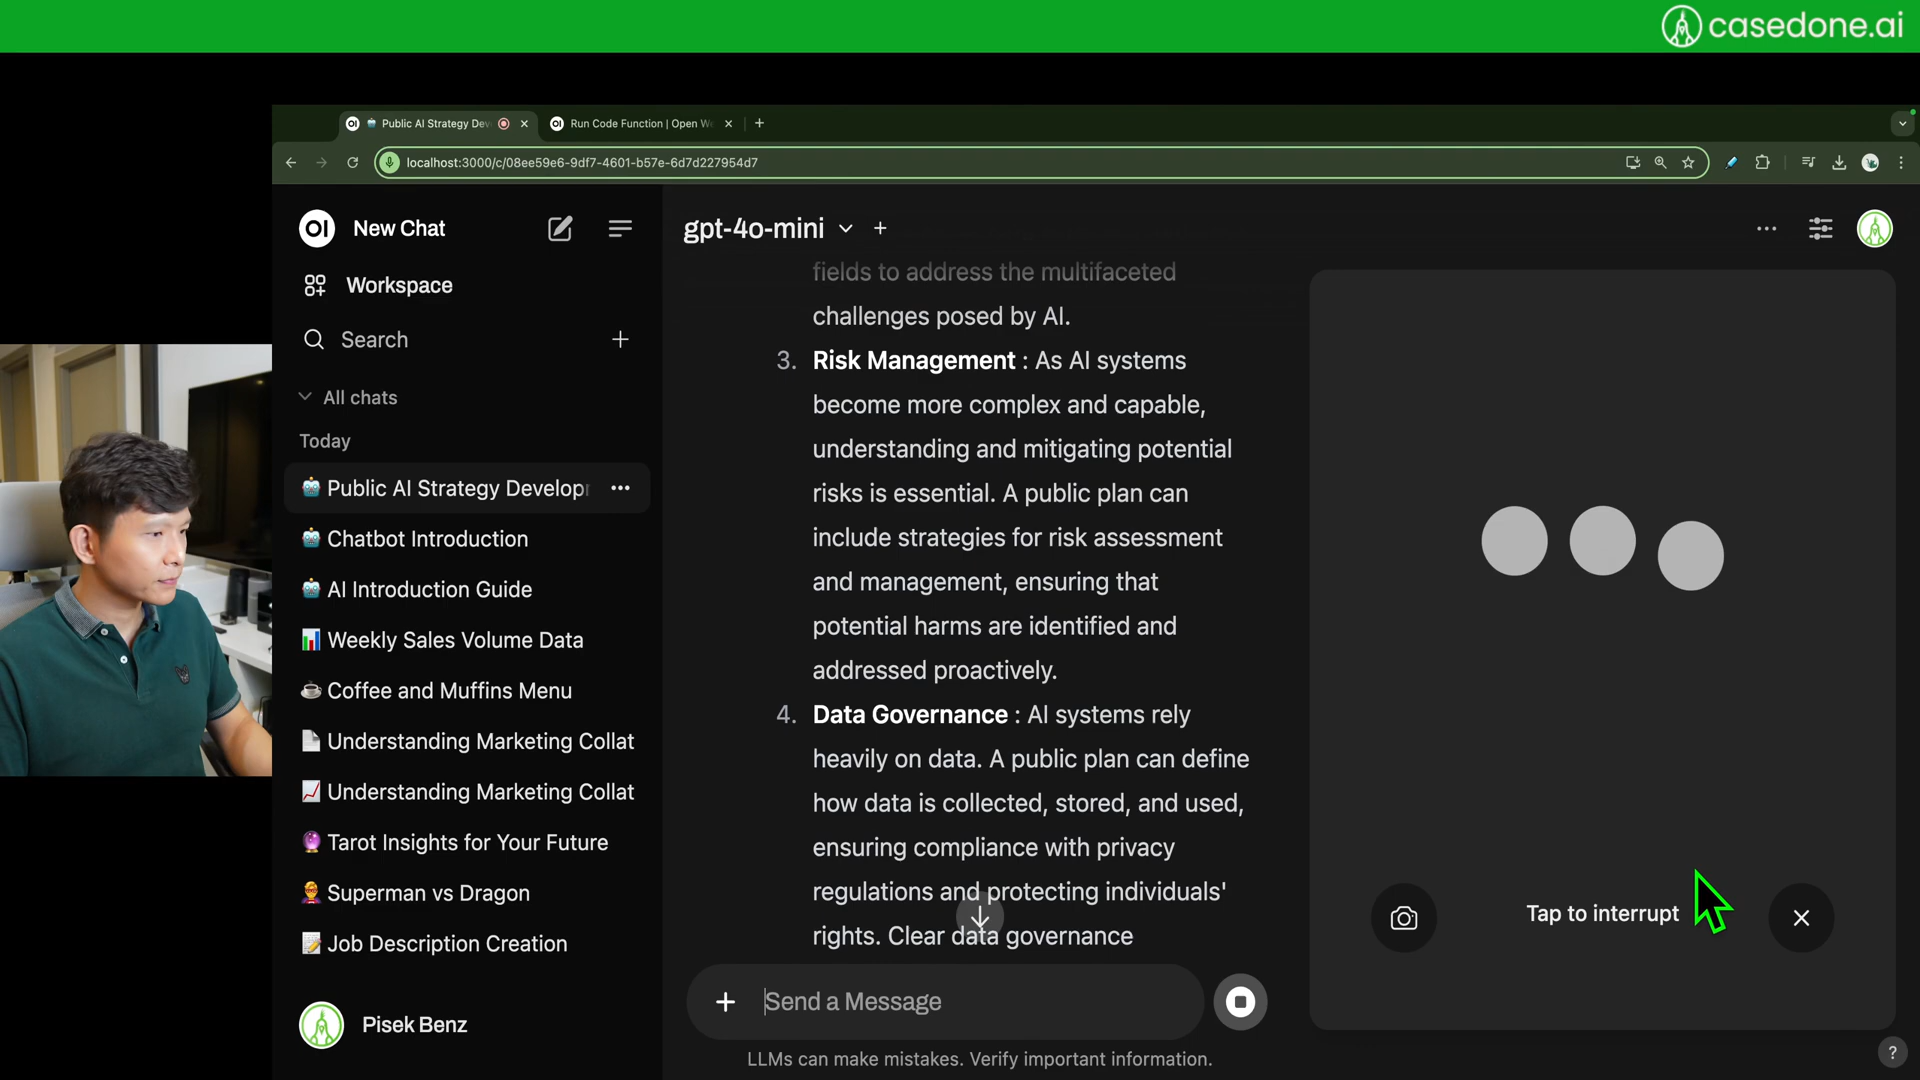 casedone.ai
Public AI Strategy Dev
Run Code Function | Open W
localhost:3000/c/08ee59e6-9df7-4601-b57e-6d7d227954d7
OI New Chat
Workspace
Search
All chats
Today
Public AI Strategy Develop
Chatbot Introduction
AI Introduction Guide
Weekly Sales Volume Data
Coffee and Muffins Menu
Understanding Marketing Collat
Understanding Marketing Collat
Tarot Insights for Your Future
Superman vs Dragon
Job Description Creation
Pisek Benz
gpt-4o-mini
fields to address the multifaceted
challenges posed by AI.
3. Risk Management : As AI systems
become more complex and capable,
understanding and mitigating potential
risks is essential. A public plan can
include strategies for risk assessment
and management, ensuring that
potential harms are identified and
addressed proactively.
4. Data Governance : AI systems rely
heavily on data. A public plan can define
how data is collected, stored, and used,
ensuring compliance with privacy
regulations and protecting individuals'
rights. Clear data governance
Send a Message
LLMs can make mistakes. Verify important information.
Tap to interrupt
?